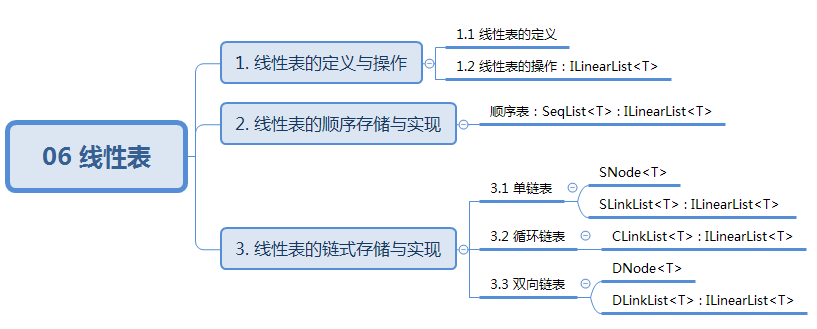 06 线性表
1. 线性表的定义与操作
1.1 线性表的定义
1.2 线性表的操作：ILinearList<T>
2. 线性表的顺序存储与实现
顺序表：SeqList<T>：ILinearList<T>
3. 线性表的链式存储与实现
3.1 单链表
SNode<T>
SLinkList<T>：ILinearList<T>
3.2 循环链表
CLinkList<T>：ILinearList<T>
3.3 双向链表
DNode<T>
DLinkList<T>：ILinearList<T>